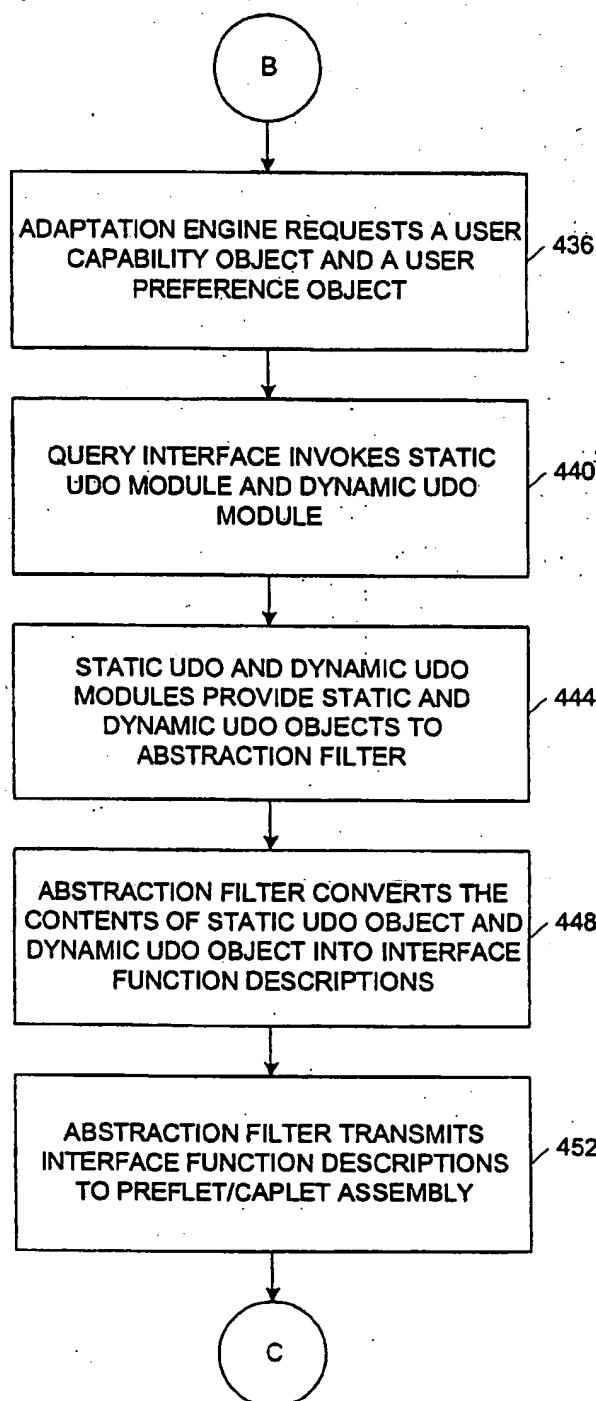 B
ADAPTATION ENGINE REQUESTS A USER
CAPABILITY OBJECT AND A USER
PREFERENCE OBJECT
436
QUERY INTERFACE INVOKES STATIC
UDO MODULE AND DYNAMIC UDO
MODULE
440
STATIC UDO AND DYNAMIC UDO
MODULES PROVIDE STATIC AND
DYNAMIC UDO OBJECTS TO
ABSTRACTION FILTER
444
ABSTRACTION FILTER CONVERTS THE
CONTENTS OF STATIC UDO OBJECT AND
DYNAMIC UDO OBJECT INTO INTERFACE
FUNCTION DESCRIPTIONS
448
ABSTRACTION FILTER TRANSMITS
INTERFACE FUNCTION DESCRIPTIONS
TO PREFLET/CAPLET ASSEMBLY
452
C